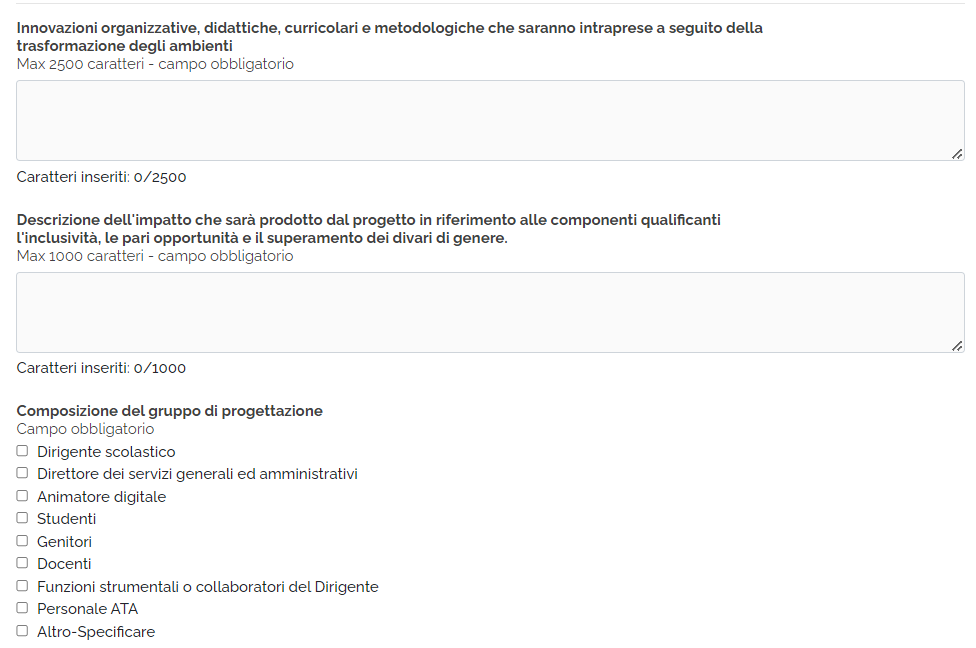 Innovazioni organizzative, didattiche, curricolari e metodologiche che saranno intraprese a seguito della
trasformazione degli ambienti
Max 2500 caratteri - campo obbligatorio
Caratteri inseriti: 0/2500
Descrizione dell'impatto che sarà prodotto dal progetto in riferimento alle componenti qualificanti
l'inclusività, le pari opportunità e il superamento dei divari di genere.
Max 1000 caratteri - campo obbligatorio
Caratteri inseriti: 0/1000
Composizione del gruppo di progettazione
Campo obbligatorio
Dirigente scolastico
Direttore dei servizi generali ed amministrativi
Animatore digitale
Studenti
Genitori
Docenti
Funzioni strumentali o collaboratori del Dirigente
Personale ATA
Altro-Specificare